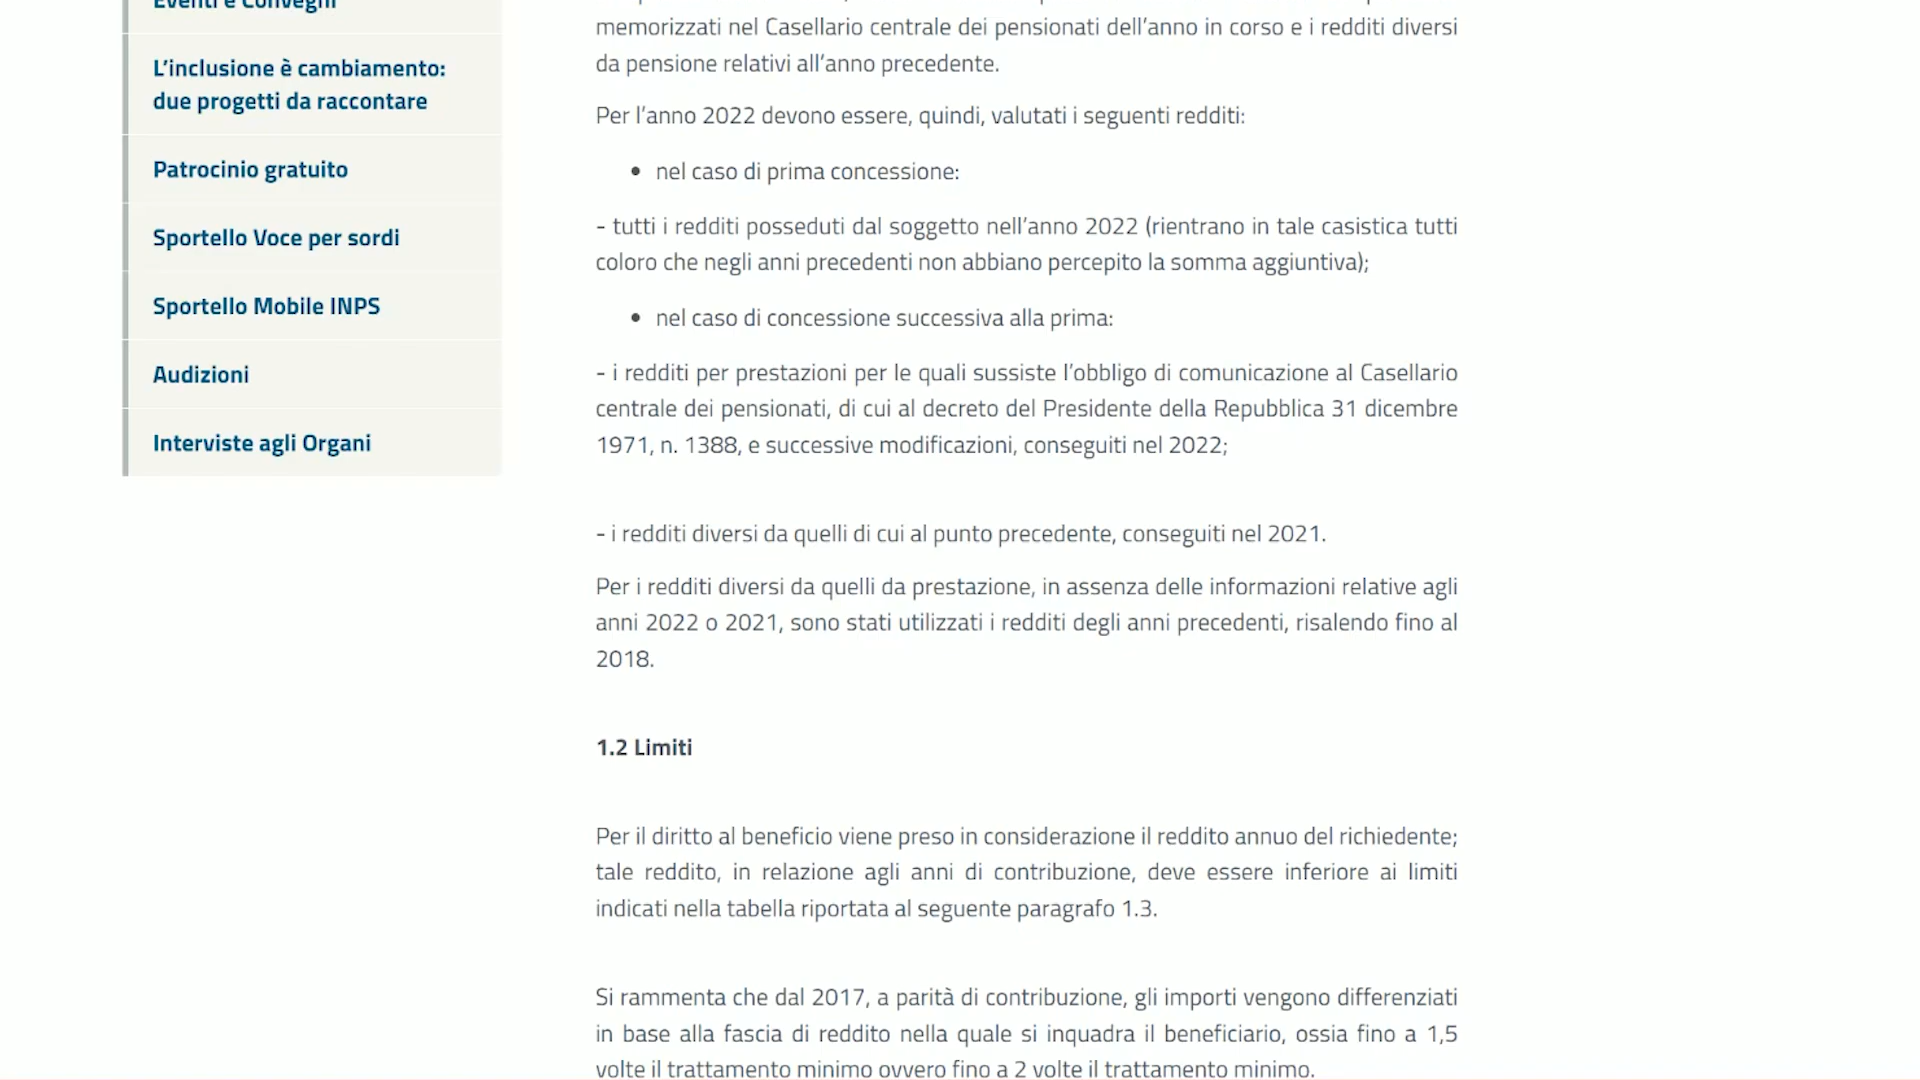 Eventi e Convegni
L’inclusione è cambiamento:
due progetti da raccontare
Patrocinio gratuito
Sportello Voce per sordi
Sportello Mobile INPS
Audizioni
Interviste agli Organi
memorizzati nel Casellario centrale dei pensionati dell’anno in corso e i redditi diversi
da pensione relativi all’anno precedente.
Per l’anno 2022 devono essere, quindi, valutati i seguenti redditi:
• nel caso di prima concessione:
- tutti i redditi posseduti dal soggetto nell’anno 2022 (rientrano in tale casistica tutti
coloro che negli anni precedenti non abbiano percepito la somma aggiuntiva);
• nel caso di concessione successiva alla prima:
- i redditi per prestazioni per le quali sussiste l’obbligo di comunicazione al Casellario
centrale dei pensionati, di cui al decreto del Presidente della Repubblica 31 dicembre
1971, n. 1388, e successive modificazioni, conseguiti nel 2022;
- i redditi diversi da quelli di cui al punto precedente, conseguiti nel 2021.
Per i redditi diversi da quelli da prestazione, in assenza delle informazioni relative agli
anni 2022 o 2021, sono stati utilizzati i redditi degli anni precedenti, risalendo fino al
2018.
1.2 Limiti
Per il diritto al beneficio viene preso in considerazione il reddito annuo del richiedente;
tale reddito, in relazione agli anni di contribuzione, deve essere inferiore ai limiti
indicati nella tabella riportata al seguente paragrafo 1.3.
Si rammenta che dal 2017, a parità di contribuzione, gli importi vengono differenziati
in base alla fascia di reddito nella quale si inquadra il beneficiario, ossia fino a 1,5
volte il trattamento minimo ovvero fino a 2 volte il trattamento minimo.